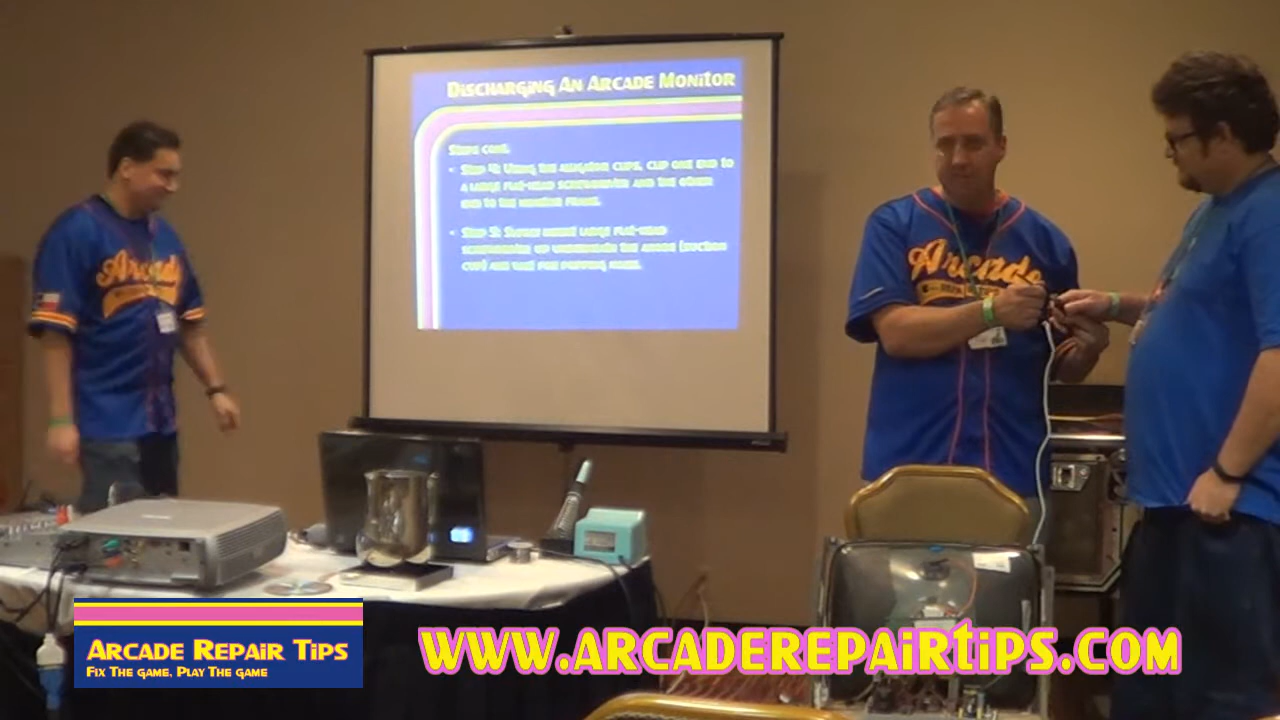 Discharging An Arcade Monitor
Steps cont.
• Step 4: Using the alligator clips, clip one end to
a large flat-head screwdriver and the other
end to the monitor frame.
• Step 5: Slowly insert large flat-head
screwdriver up underneath the anode (suction
cup) and wait for popping noise.
Arcade
Arcade
Arcade Repair Tips
Fix The game, Play The game
www.arcaderepairtips.com